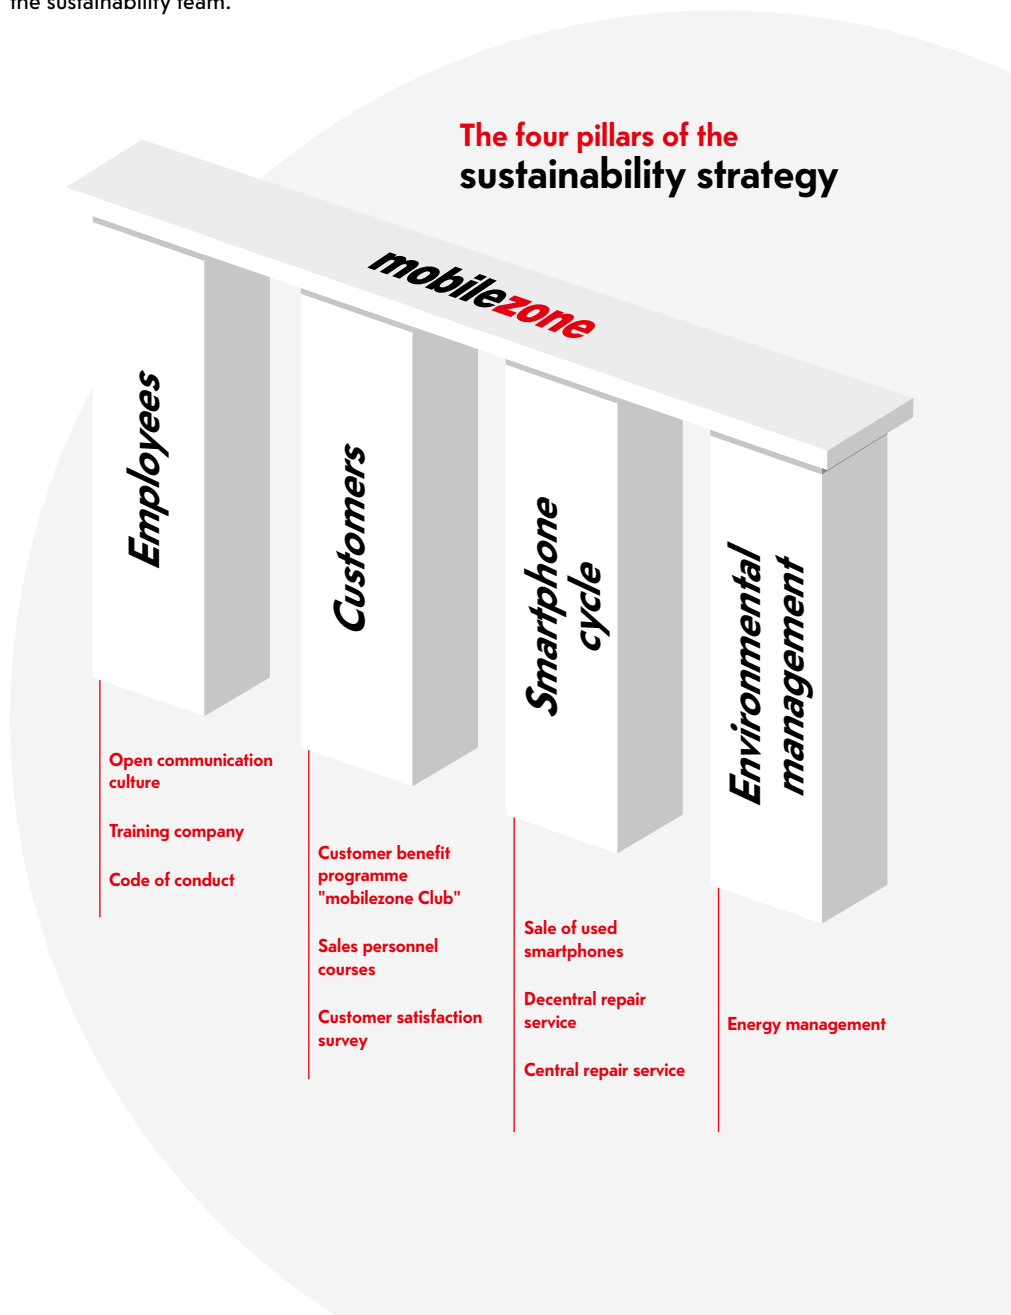 the sustainability team.
The four pillars of the
sustainability strategy
mobilezone
Employees
Customers
Smartphone
cycle
Environmental
management
Open communication
culture
Training company
Code of conduct
Customer benefit
programme
"mobilezone Club"
Sales personnel
courses
Customer satisfaction
survey
Sale of used
smartphones
Decentral repair
service
Central repair service
Energy management